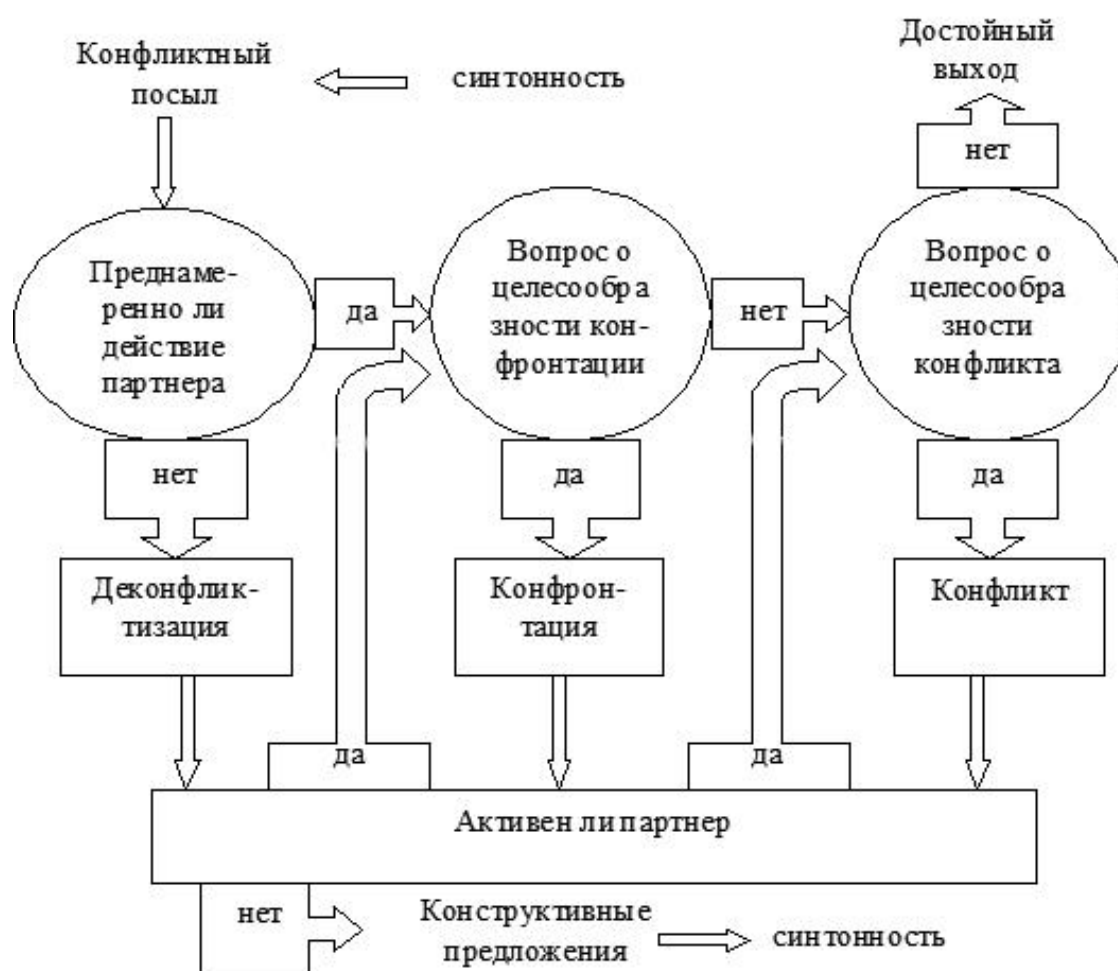 Конфликтный
посыл
синтонность
Достойный
выход
нет
Преднаме-
ренно ли
действие
партнера
да
Вопрос о
целесообра
зности кон-
фронтации
нет
Вопрос о
целесообра
зности
конфликта
нет
да
да
Деконфлик-
тизация
Конфрон-
тация
Конфликт
да
да
Активен ли партнер
нет
Конструктивные
предложения
синтонность